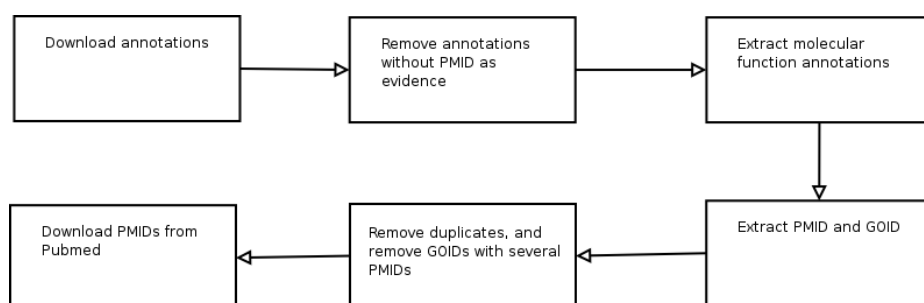 Download annotations
Remove annotations
without PMID as
evidence
Extract molecular
function annotations
Extract PMID and GOID
Remove duplicates, and
remove GOIDs with several
PMIDs
Download PMIDs from
Pubmed